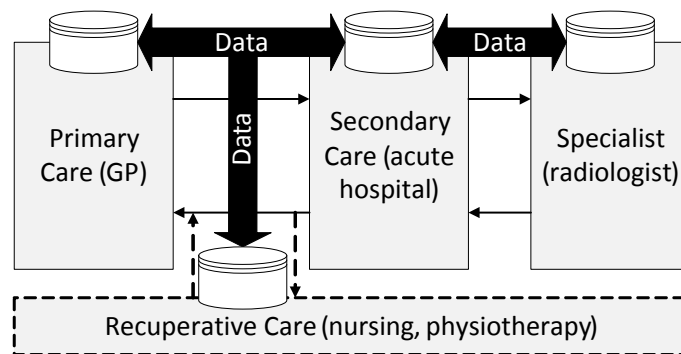 Data
Data
Data
Primary
Care (GP)
Secondary
Care (acute
hospital)
Specialist
(radiologist)
Recuperative Care (nursing, physiotherapy)